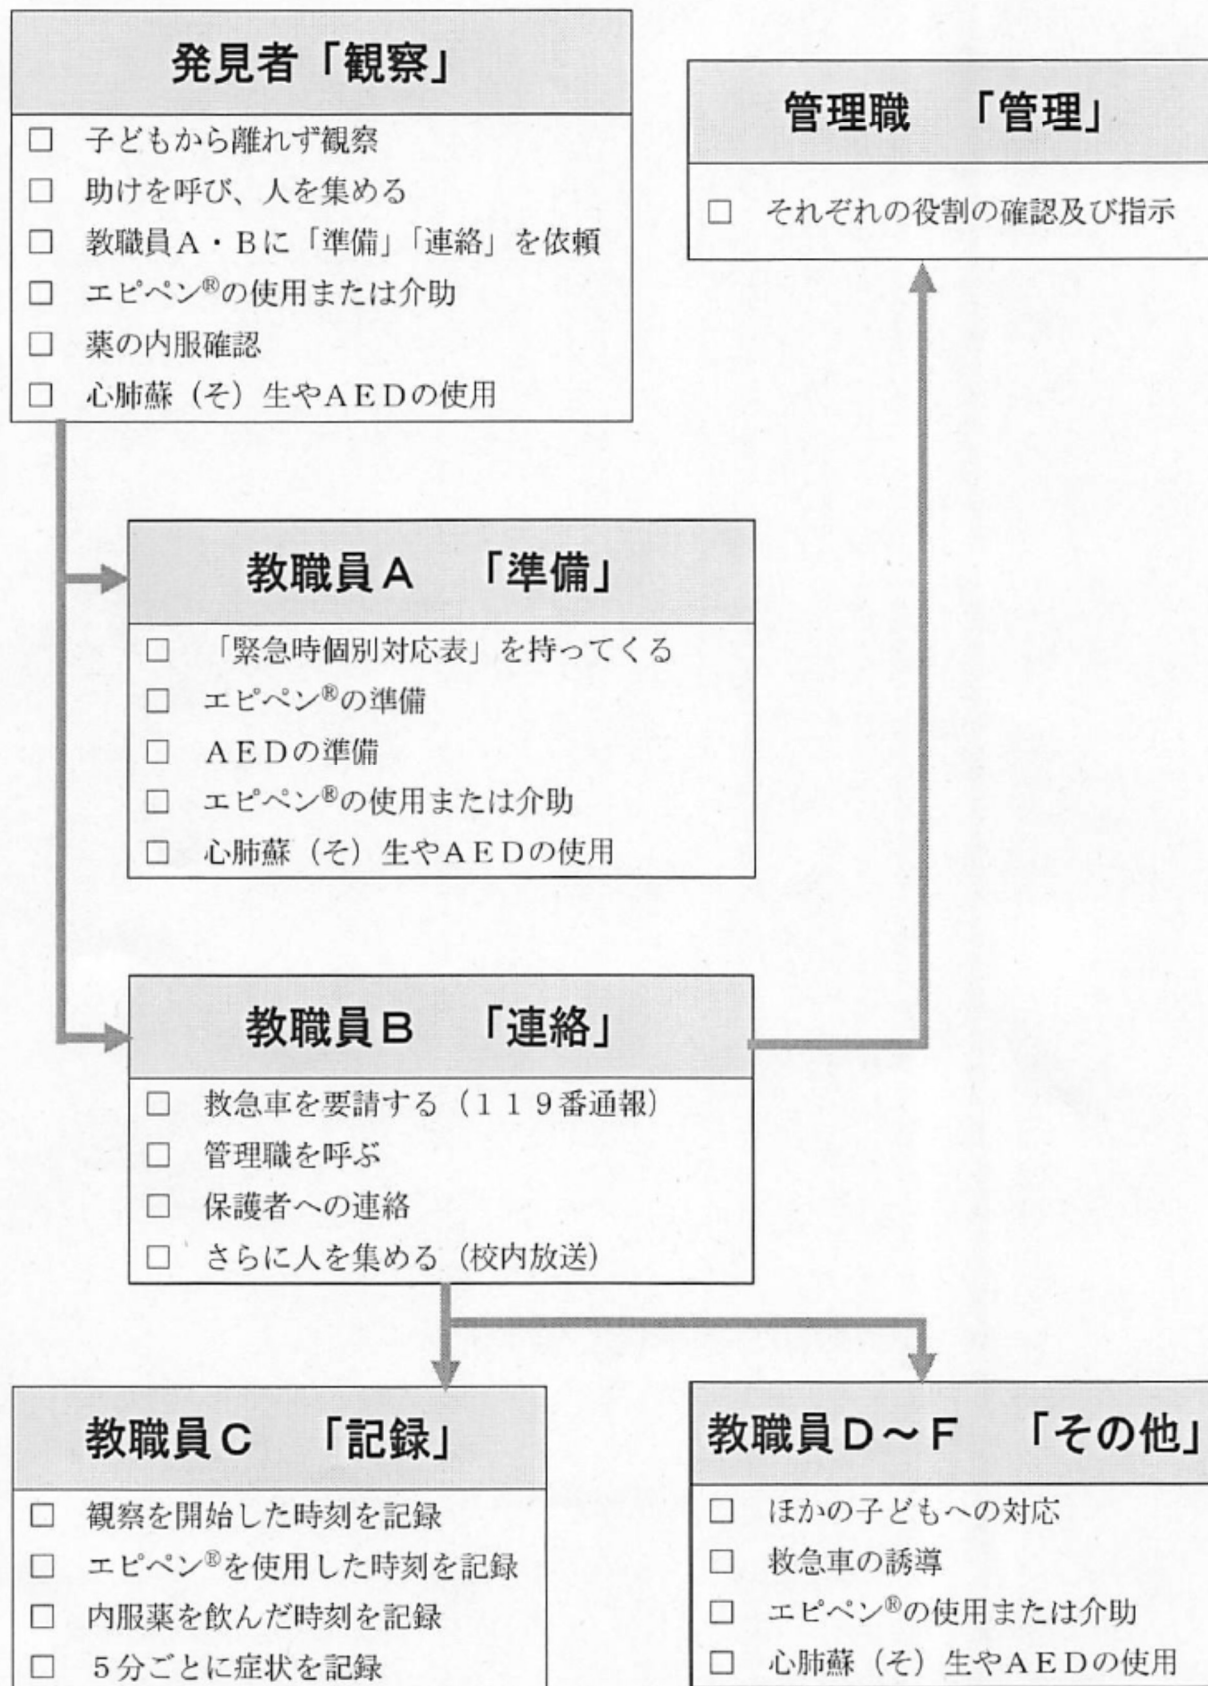 発見者「観察」
□ 子どもから離れず観察
□ 助けを呼び、人を集める
□ 教職員A・Bに「準備」「連絡」を依頼
□ エピペン®の使用または介助
□ 薬の内服確認
□ 心肺蘇(そ)生やAEDの使用
管理職 「管理」
□ それぞれの役割の確認及び指示
教職員A 「準備」
□ 「緊急時個別対応表」を持ってくる
□ エピペン®の準備
□ AEDの準備
□ エピペン®の使用または介助
□ 心肺蘇(そ)生やAEDの使用
教職員B 「連絡」
□ 救急車を要請する(119番通報)
□ 管理職を呼ぶ
□ 保護者への連絡
□ さらに人を集める(校内放送)
教職員C 「記録」
□ 観察を開始した時刻を記録
□ エピペン®を使用した時刻を記録
□ 内服薬を飲んだ時刻を記録
□ 5分ごとに症状を記録
教職員D~F 「その他」
□ ほかの子どもへの対応
□ 救急車の誘導
□ エピペン®の使用または介助
□ 心肺蘇(そ)生やAEDの使用